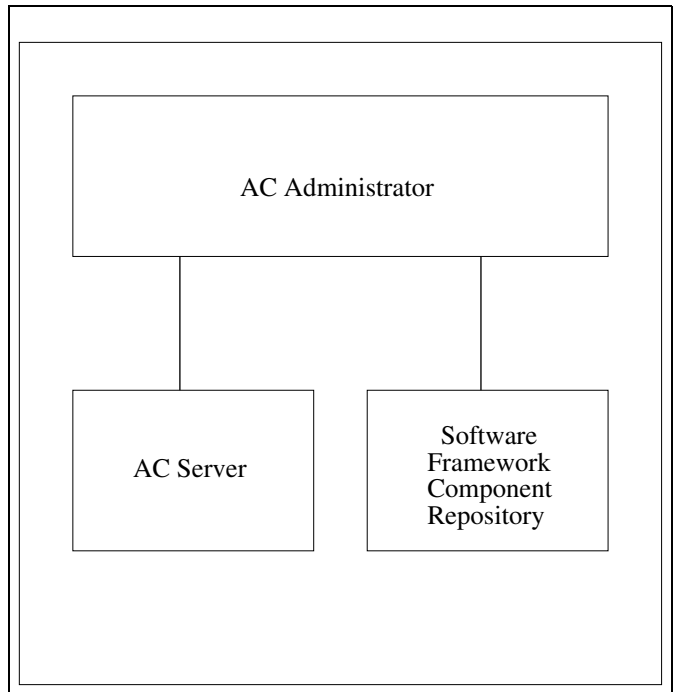 AC Administrator
AC Server
Software
Framework
Component
Repository